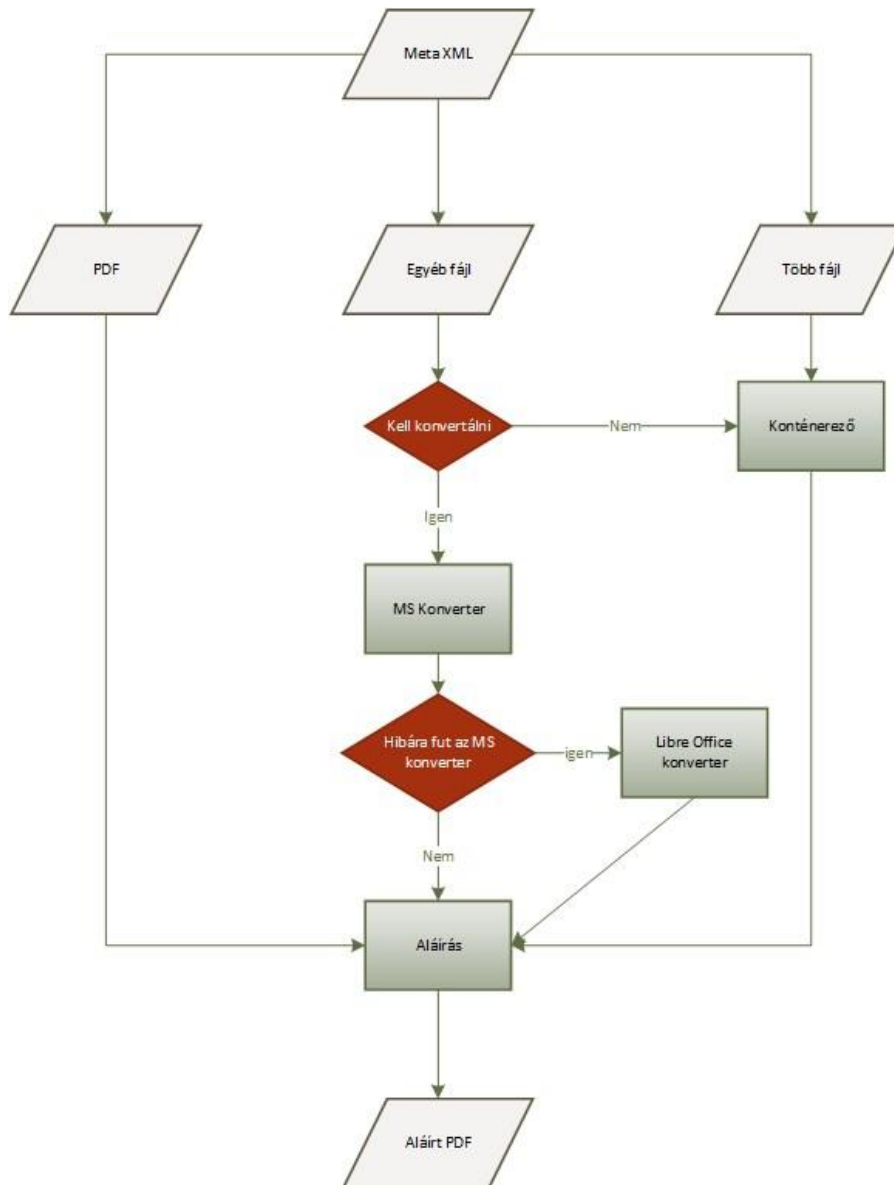 Meta XML
PDF
Egyéb fájl
Több fájl
Kell konvertálni
Nem
Konténerező
Igen
MS Konverter
Hibára fut az MS
konverter
igen
Libre Office
konverter
Nem
Aláírás
Aláírt PDF